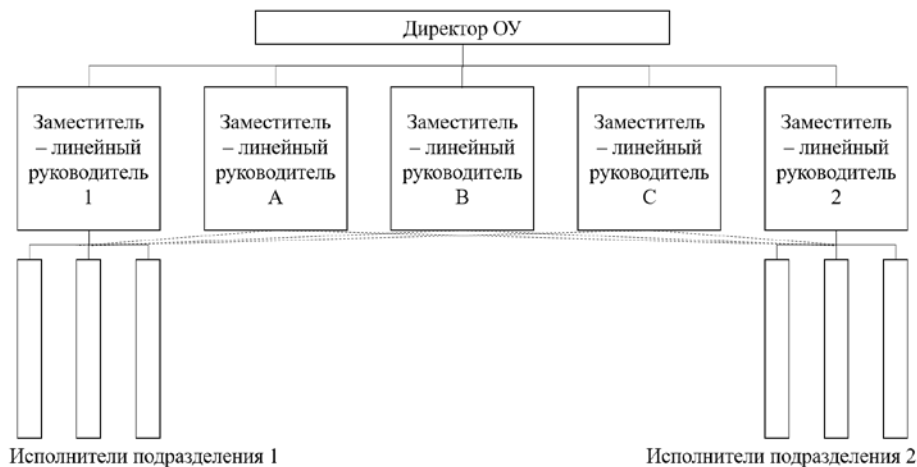 Директор ОУ
Заместитель
– линейный
руководитель
1
Заместитель
– линейный
руководитель
A
Заместитель
– линейный
руководитель
B
Заместитель
– линейный
руководитель
C
Заместитель
– линейный
руководитель
2
Исполнители подразделения 1
Исполнители подразделения 2